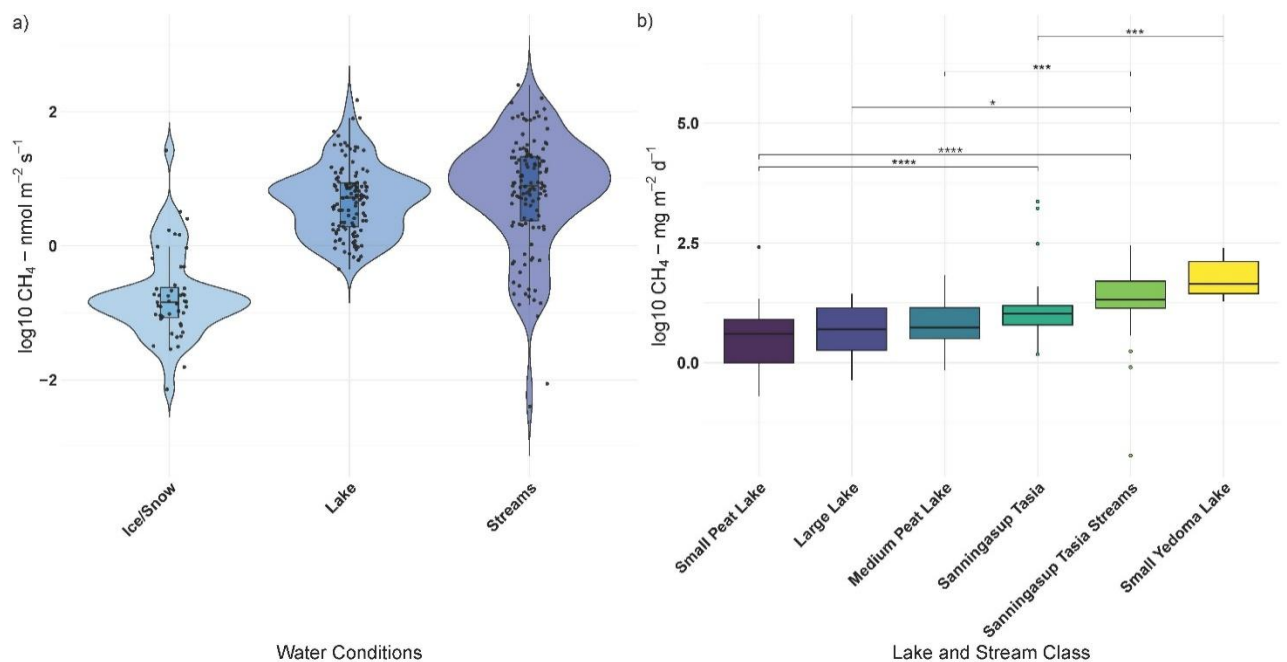 a)
log10 CH₄ – nmol m⁻² s⁻¹
2
0
−2
Ice/Snow
Lake
Streams
Water Conditions
b)
log10 CH₄ – mg m⁻² d⁻¹
5.0
2.5
0.0
***
***
*
****
****
Small Peat Lake
Large Lake
Medium Peat Lake
Sanningasup Tasia
Sanningasup Tasia Streams
Small Yedoma Lake
Lake and Stream Class